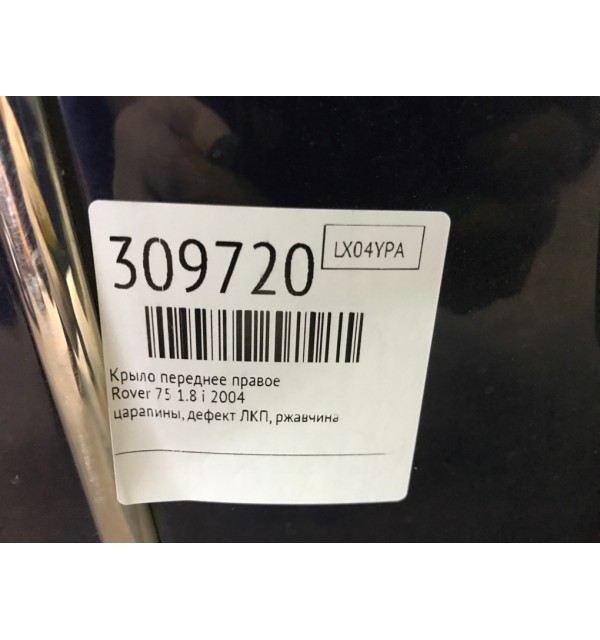 309720
LX04YPA
Крыло переднее правое
Rover 75 1.8 i 2004
царапины, дефект ЛКП, ржавчина